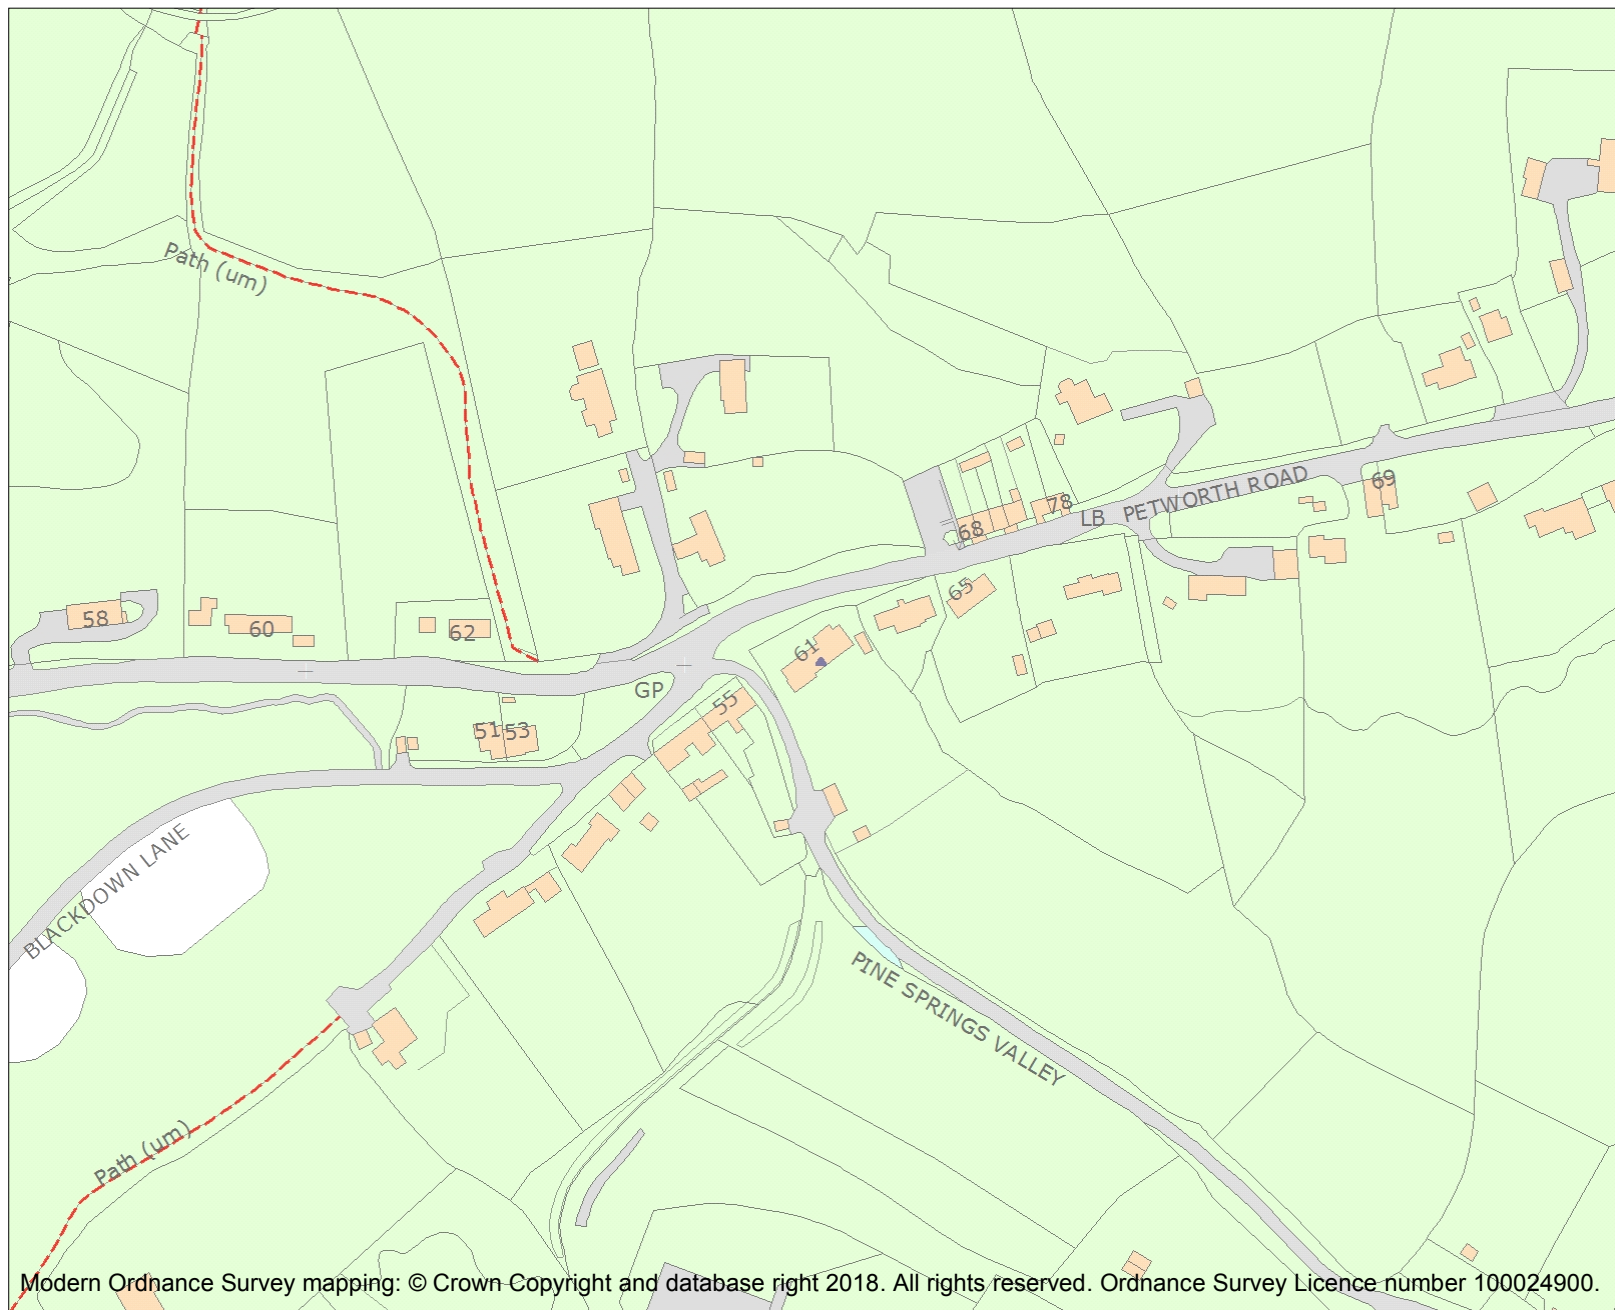 Path (um)
69
78
PETWORTH ROAD
LB
68
65
58
60
62
61
GP
55
51
53
BLACKDOWN LANE
PINE SPRINGS VALLEY
Path (um)
Modern Ordnance Survey mapping: © Crown Copyright and database right 2018. All rights reserved. Ordnance Survey Licence number 100024900.